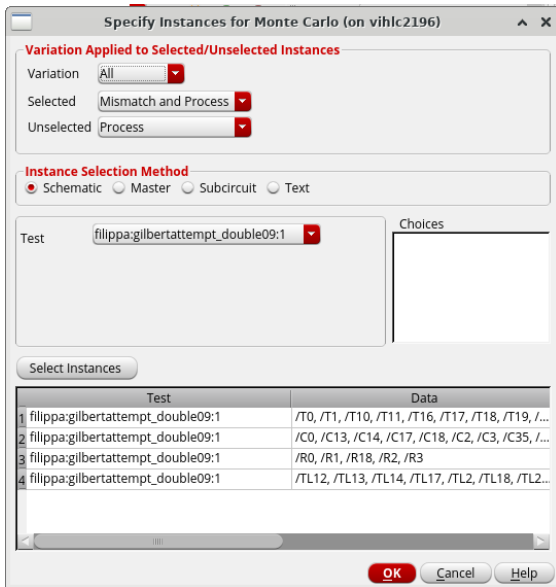 Specify Instances for Monte Carlo (on vihlc2196)
Variation Applied to Selected/Unselected Instances
Variation All
Selected Mismatch and Process
Unselected Process
Instance Selection Method
Schematic Master Subcircuit Text
Test filippa:gilbertattempt_double09:1
Choices
Select Instances
Test Data
1 filippa:gilbertattempt_double09:1 /T0, /T1, /T10, /T11, /T16, /T17, /T18, /T19, /...
2 filippa:gilbertattempt_double09:1 /C0, /C13, /C14, /C17, /C18, /C2, /C3, /C35, /...
3 filippa:gilbertattempt_double09:1 /R0, /R1, /R18, /R2, /R3
4 filippa:gilbertattempt_double09:1 /TL12, /TL13, /TL14, /TL17, /TL2, /TL18, /TL2...
OK Cancel Help